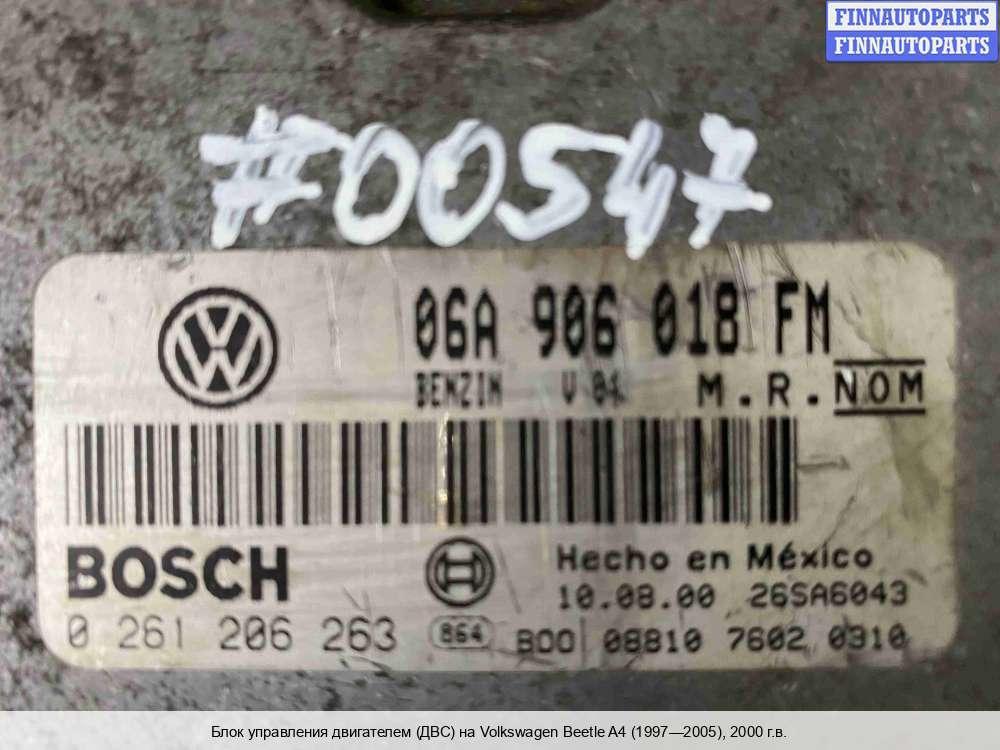 FINNAUTOPARTS
FINNAUTOPARTS
#00547
06A 906 018 FM
BENZIN V 04 M.R.NOM
BOSCH Hecho en México
10.08.00 26SA6043
0 261 206 263 864 B00 08810 7602 0310
Блок управления двигателем (ДВС) на Volkswagen Beetle A4 (1997—2005), 2000 г.в.